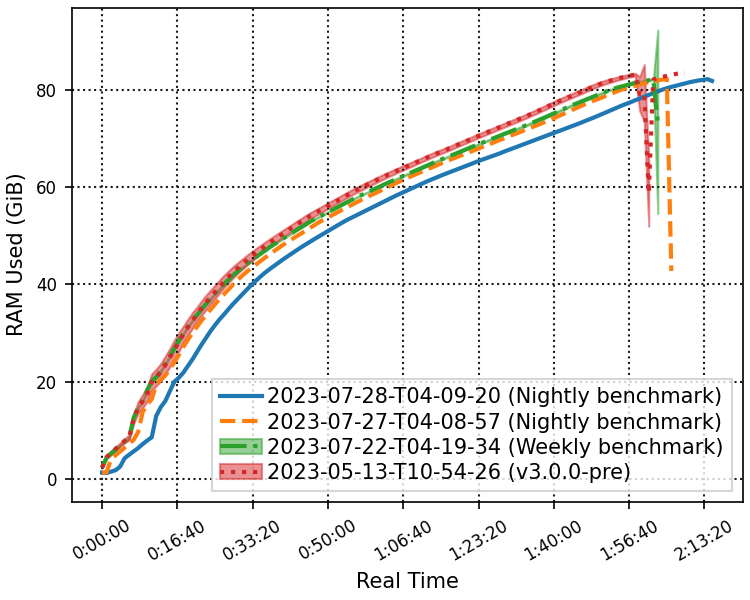 80
60
40
20
0
RAM Used (GiB)
2023-07-28-T04-09-20 (Nightly benchmark)
2023-07-27-T04-08-57 (Nightly benchmark)
2023-07-22-T04-19-34 (Weekly benchmark)
2023-05-13-T10-54-26 (v3.0.0-pre)
0:00:00
0:16:40
0:33:20
0:50:00
1:06:40
1:23:20
1:40:00
1:56:40
2:13:20
Real Time